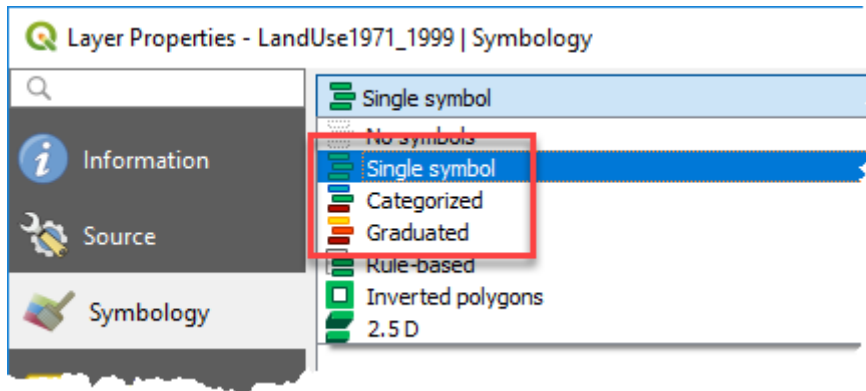 Layer Properties - LandUse1971_1999 | Symbology
Single symbol
No symbols
Information
Single symbol
Categorized
Source
Graduated
Rule-based
Symbology
Inverted polygons
2.5 D